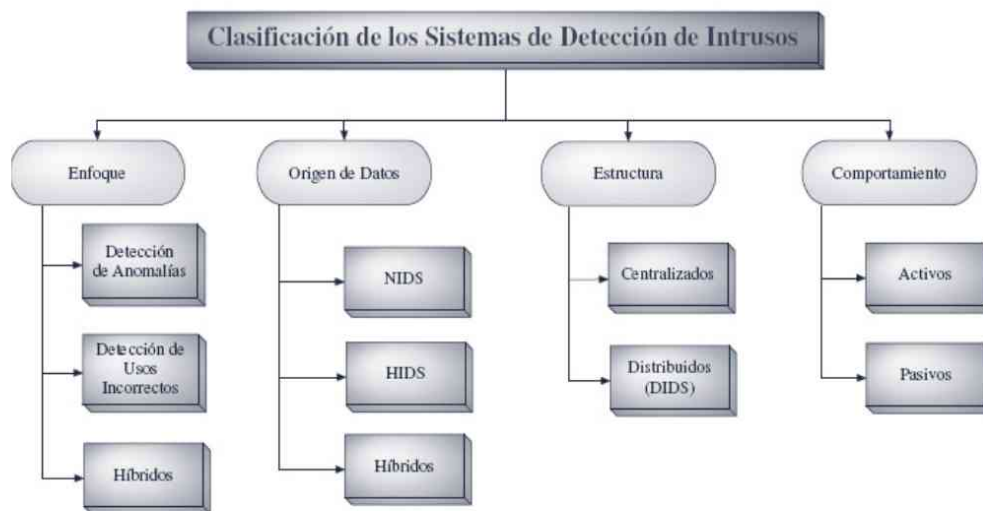 Clasificación de los Sistemas de Detección de Intrusos
Enfoque
Origen de Datos
Estructura
Comportamiento
Detección
de Anomalías
Detección de
Usos
Incorrectos
Híbridos
NIDS
HIDS
Híbridos
Centralizados
Distribuidos
(DIDS)
Activos
Pasivos